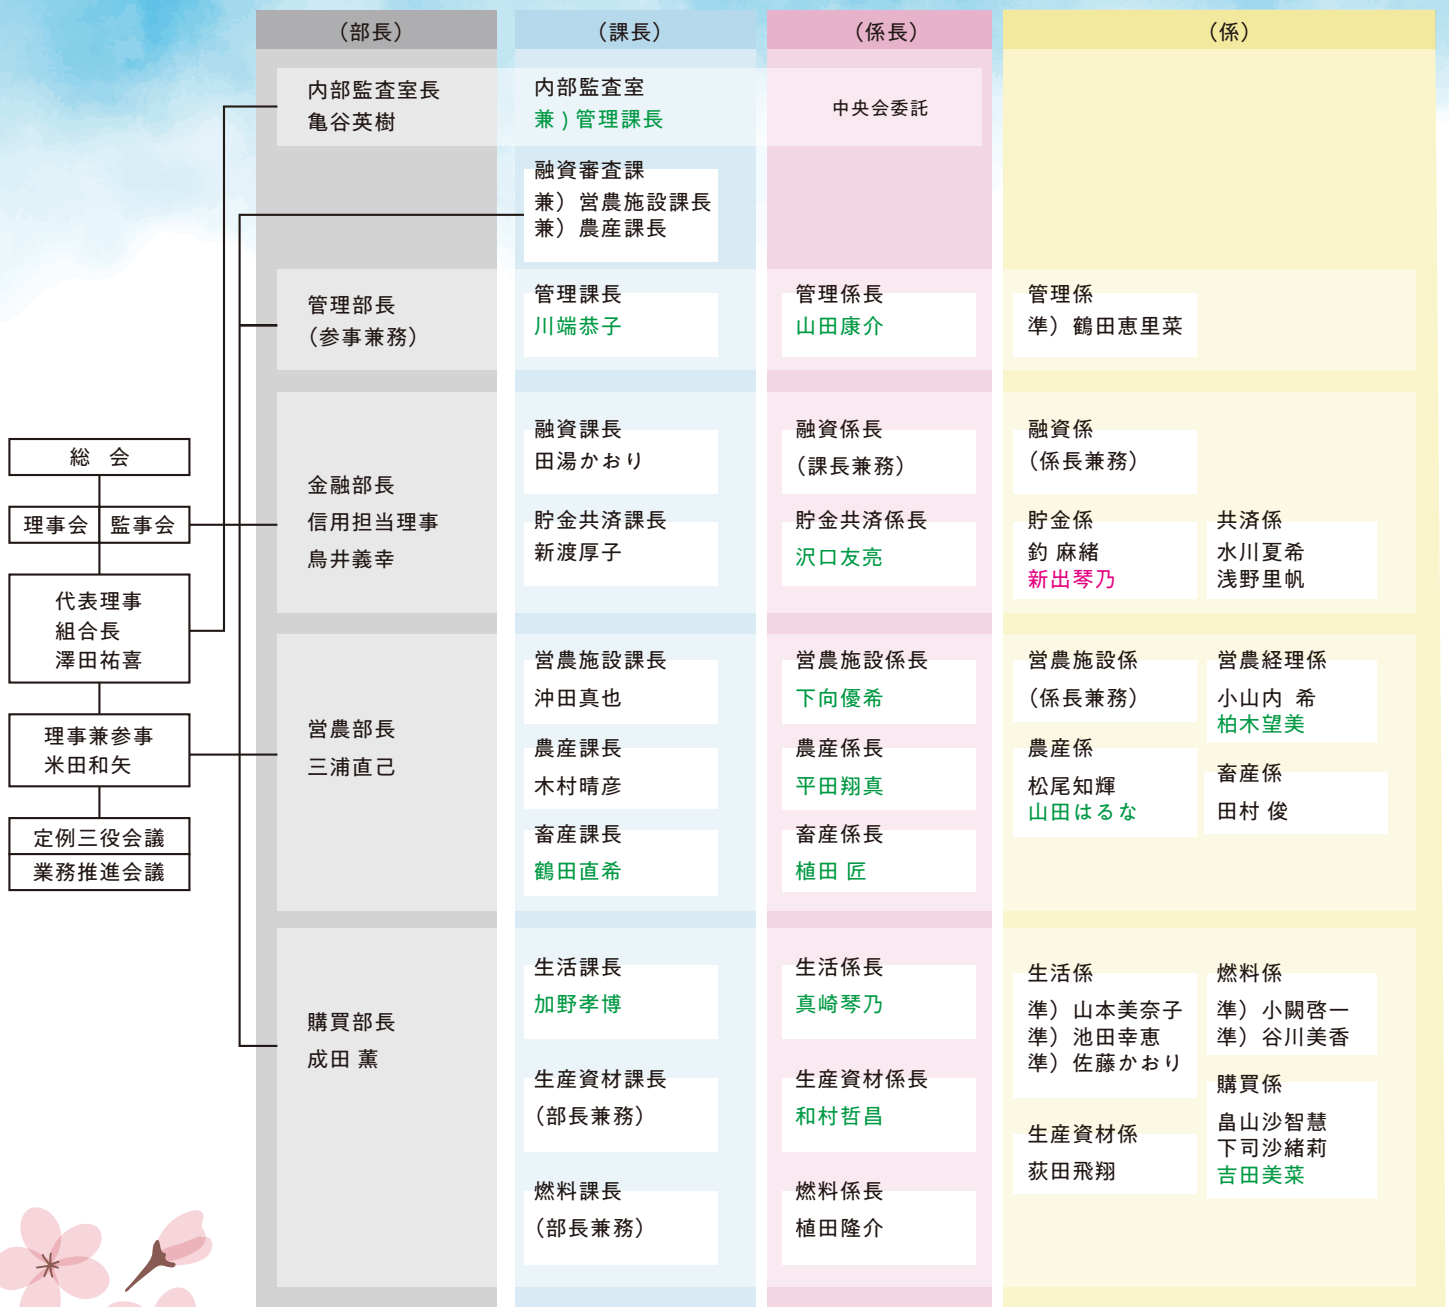 （部長）
（課長）
（係長）
（係）
内部監査室長
亀谷英樹
内部監査室
兼）管理課長
中央会委託
融資審査課
兼）営農施設課長
兼）農産課長
管理部長
（参事兼務）
管理課長
川端恭子
管理係長
山田康介
管理係
準）鶴田恵里菜
総　会
理事会
監事会
代表理事
組合長
澤田祐喜
理事兼参事
米田和矢
定例三役会議
業務推進会議
金融部長
信用担当理事
鳥井義幸
融資課長
田湯かおり
融資係長
（課長兼務）
融資係
（係長兼務）
貯金共済課長
新渡厚子
貯金共済係長
沢口友亮
貯金係
釣 麻緒
新出琴乃
共済係
水川夏希
浅野里帆
営農部長
三浦直己
営農施設課長
沖田真也
営農施設係長
下向優希
営農施設係
（係長兼務）
営農経理係
小山内 希
柏木望美
農産課長
木村晴彦
農産係長
平田翔真
農産係
松尾知輝
山田はるな
畜産係
田村 俊
畜産課長
鶴田直希
畜産係長
植田 匠
購買部長
成田 薫
生活課長
加野孝博
生活係長
真崎琴乃
生活係
準）山本美奈子
準）池田幸恵
準）佐藤かおり
燃料係
準）小闕啓一
準）谷川美香
生産資材課長
（部長兼務）
生産資材係長
和村哲昌
生産資材係
荻田飛翔
購買係
畠山沙智慧
下司沙緒莉
吉田美菜
燃料課長
（部長兼務）
燃料係長
植田隆介